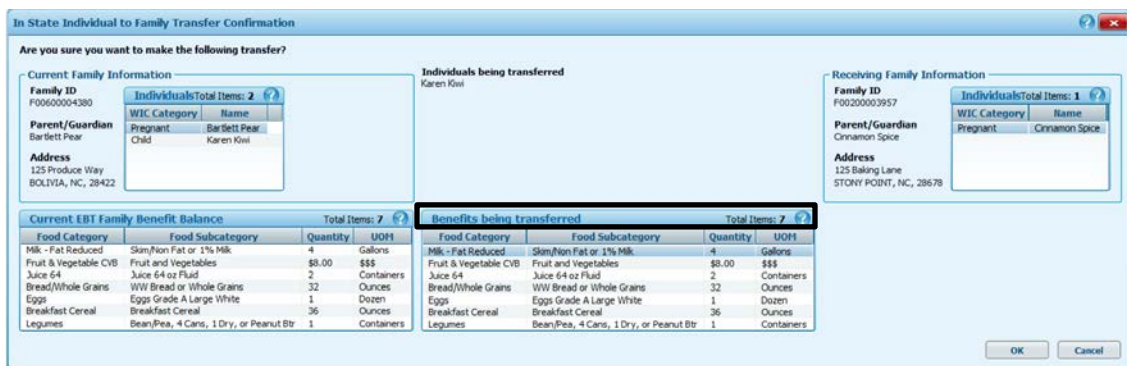 In State Individual to Family Transfer Confirmation
Are you sure you want to make the following transfer?
Current Family Information
Family ID
F00600004380
Parent/Guardian
Bartlett Pear
Address
125 Produce Way
BOLIVIA, NC, 28422
Individuals Total Items: 2
WIC Category Name
Pregnant Bartlett Pear
Child Karen Kiwi
Individuals being transferred
Karen Kiwi
Receiving Family Information
Family ID
F00200003957
Parent/Guardian
Cinnamon Spice
Address
125 Baking Lane
STONY POINT, NC, 28678
Individuals Total Items: 1
WIC Category Name
Pregnant Cinnamon Spice
Current EBT Family Benefit Balance Total Items: 7
Food Category Food Subcategory Quantity UOM
Milk - Fat Reduced Skim/Non Fat or 1% Milk 4 Gallons
Fruit & Vegetable CVB Fruit and Vegetables $8.00 $$$
Juice 64 Juice 64 oz Fluid 2 Containers
Bread/Whole Grains WW Bread or Whole Grains 32 Ounces
Eggs Eggs Grade A Large White 1 Dozen
Breakfast Cereal Breakfast Cereal 36 Ounces
Legumes Bean/Pea, 4 Cans, 1 Dry, or Peanut Btr 1 Containers
Benefits being transferred Total Items: 7
Food Category Food Subcategory Quantity UOM
Milk - Fat Reduced Skim/Non Fat or 1% Milk 4 Gallons
Fruit & Vegetable CVB Fruit and Vegetables $8.00 $$$
Juice 64 Juice 64 oz Fluid 2 Containers
Bread/Whole Grains WW Bread or Whole Grains 32 Ounces
Eggs Eggs Grade A Large White 1 Dozen
Breakfast Cereal Breakfast Cereal 36 Ounces
Legumes Bean/Pea, 4 Cans, 1 Dry, or Peanut Btr 1 Containers
OK Cancel